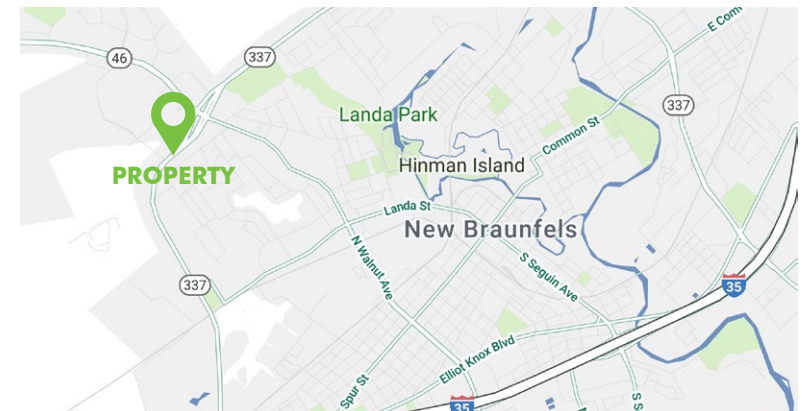 E Com
46
337
337
Landa Park
Common St
Hinman Island
PROPERTY
Landa St
New Braunfels
N Walnut Ave
S Seguin Ave
337
35
Elliot Knox Blvd
Spur St
35
S S